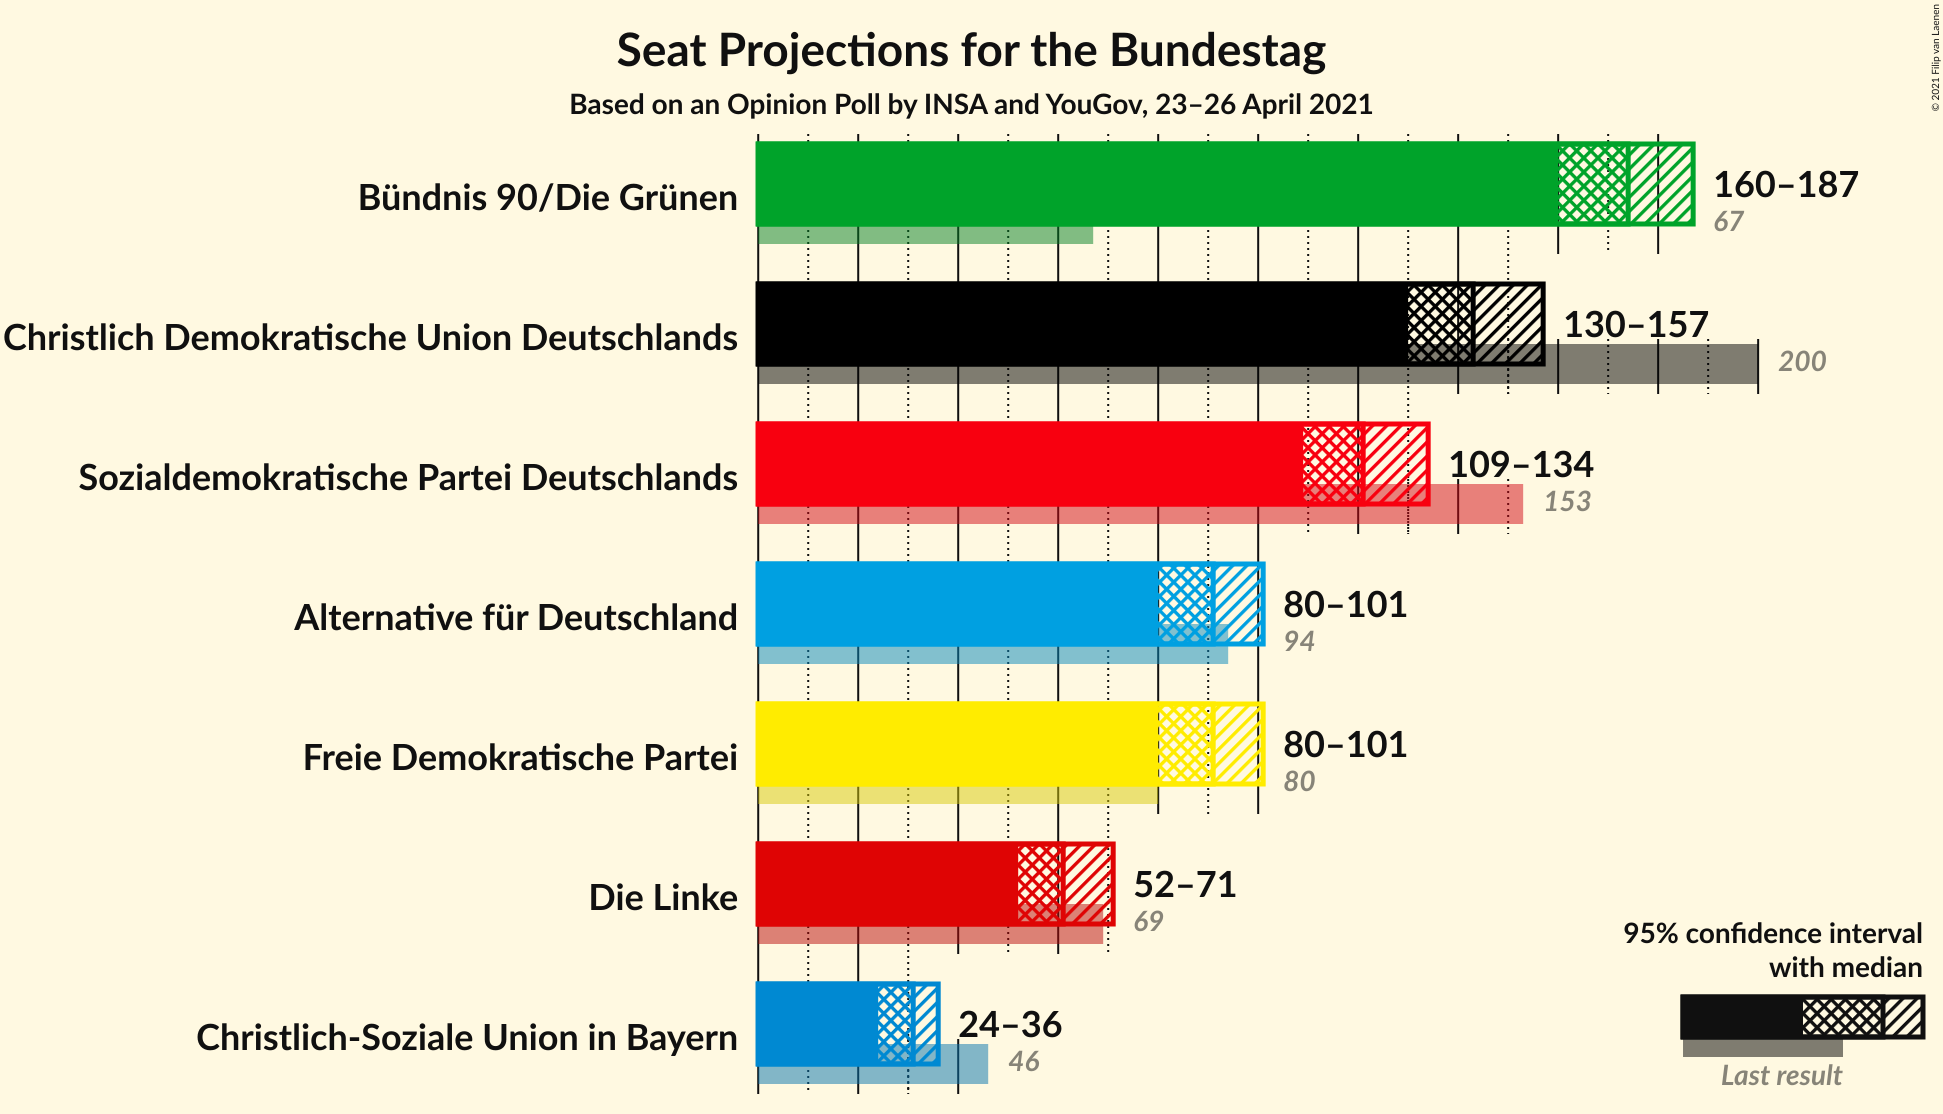 Seat Projections for the Bundestag
Based on an Opinion Poll by INSA and YouGov, 23–26 April 2021
© 2021 Filip van Laenen
Bündnis 90/Die Grünen
160–187
67
Christlich Demokratische Union Deutschlands
130–157
200
Sozialdemokratische Partei Deutschlands
109–134
153
Alternative für Deutschland
80–101
94
Freie Demokratische Partei
80–101
80
Die Linke
52–71
69
Christlich-Soziale Union in Bayern
24–36
46
95% confidence interval
with median
Last result